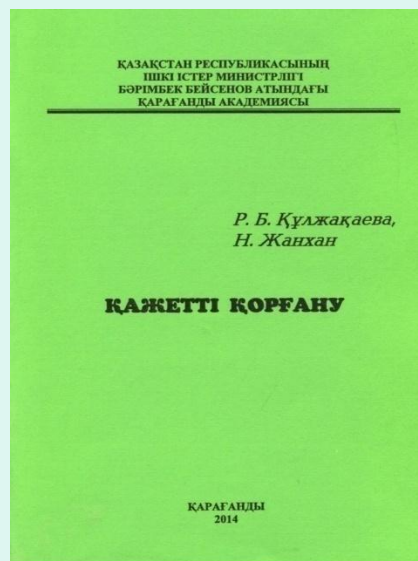 ҚАЗАҚСТАН РЕСПУБЛИКАСЫНЫҢ
ІШКІ ІСТЕР МИНИСТРЛІГІ
БӘРІМБЕК БЕЙСЕНОВ АТЫНДАҒЫ
ҚАРАҒАНДЫ АКАДЕМИЯСЫ
Р. Б. Құлжақаева,
Н. Жанхан
ҚАЖЕТТІ ҚОРҒАНУ
ҚАРАҒАНДЫ
2014